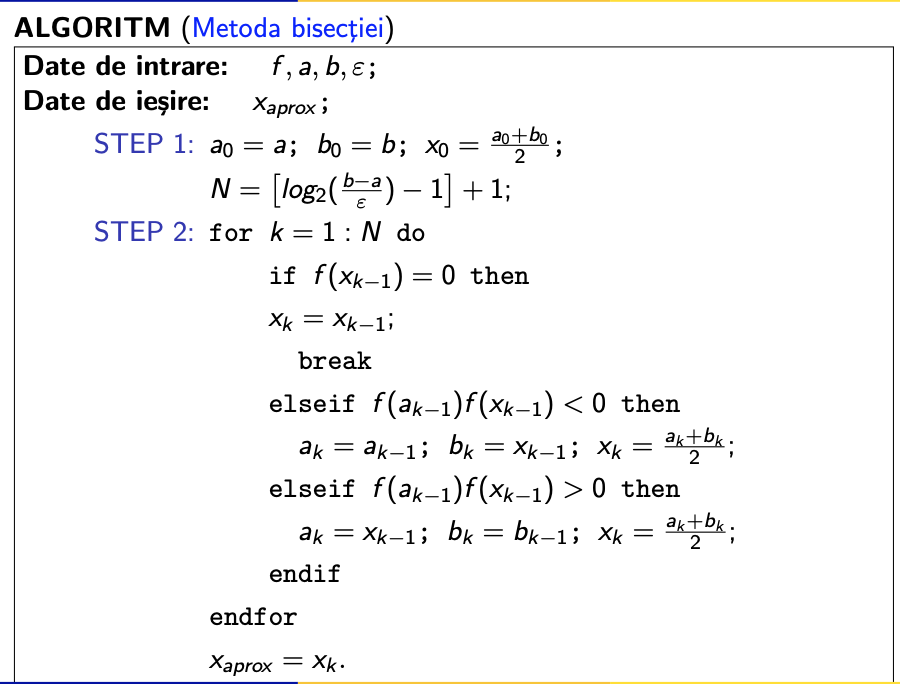 ALGORITM (Metoda bisecției)
Date de intrare: f, a, b, ε;
Date de ieșire: x_{aprox};
STEP 1: a_0 = a; b_0 = b; x_0 = \frac{a_0+b_0}{2};
N = [log_2(\frac{b−a}{ε}) − 1] + 1;
STEP 2: for k = 1 : N do
if f(x_{k−1}) = 0 then
x_k = x_{k−1};
break
elseif f(a_{k−1})f(x_{k−1}) < 0 then
a_k = a_{k−1}; b_k = x_{k−1}; x_k = \frac{a_k+b_k}{2};
elseif f(a_{k−1})f(x_{k−1}) > 0 then
a_k = x_{k−1}; b_k = b_{k−1}; x_k = \frac{a_k+b_k}{2};
endif
endfor
x_{aprox} = x_k.